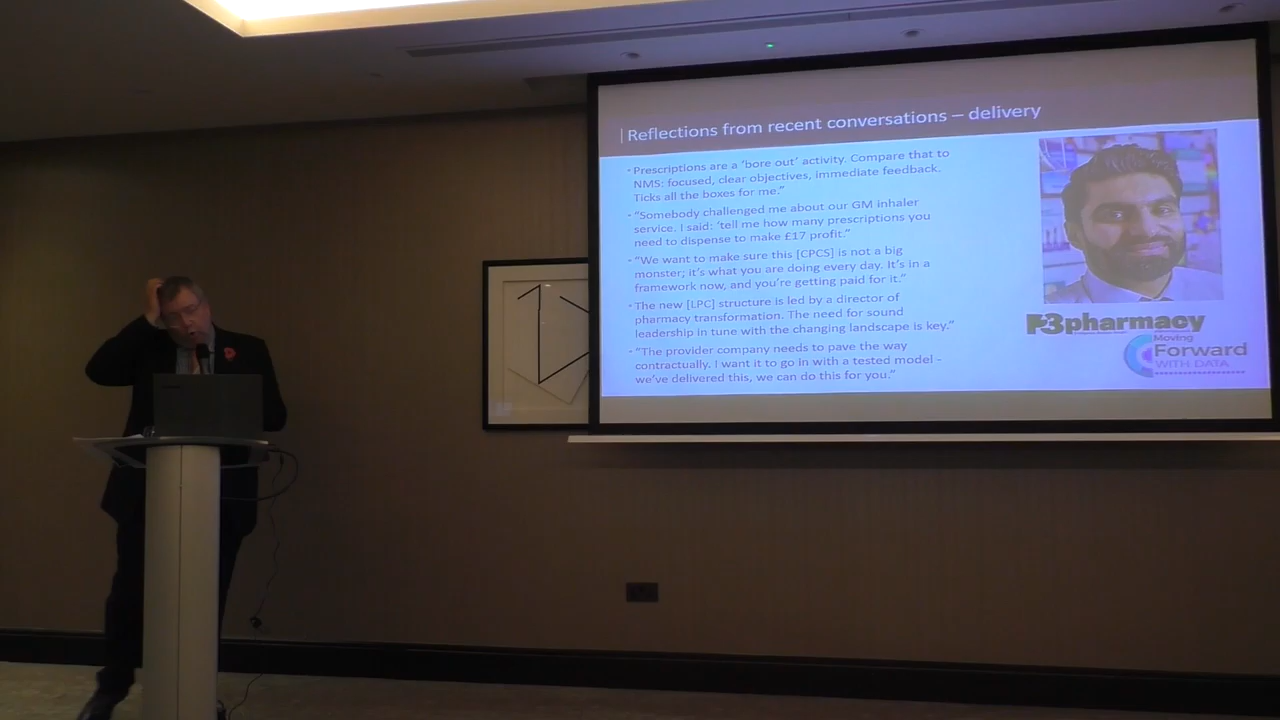 Reflections from recent conversations – delivery
Prescriptions are a ‘bore out’ activity. Compare that to
NMS: focused, clear objectives, immediate feedback.
Ticks all the boxes for me.”
“Somebody challenged me about our GM inhaler
service. I said: ‘tell me how many prescriptions you
need to dispense to make £17 profit.”
“We want to make sure this [CPCS] is not a big
monster; it’s what you are doing every day. It’s in a
framework now, and you’re getting paid for it.”
The new [LPC] structure is led by a director of
pharmacy transformation. The need for sound
leadership in tune with the changing landscape is key.”
“The provider company needs to pave the way
contractually. I want it to go in with a tested model –
we’ve delivered this, we can do this for you.”
P3pharmacy
Moving
Forward
WITH DATA